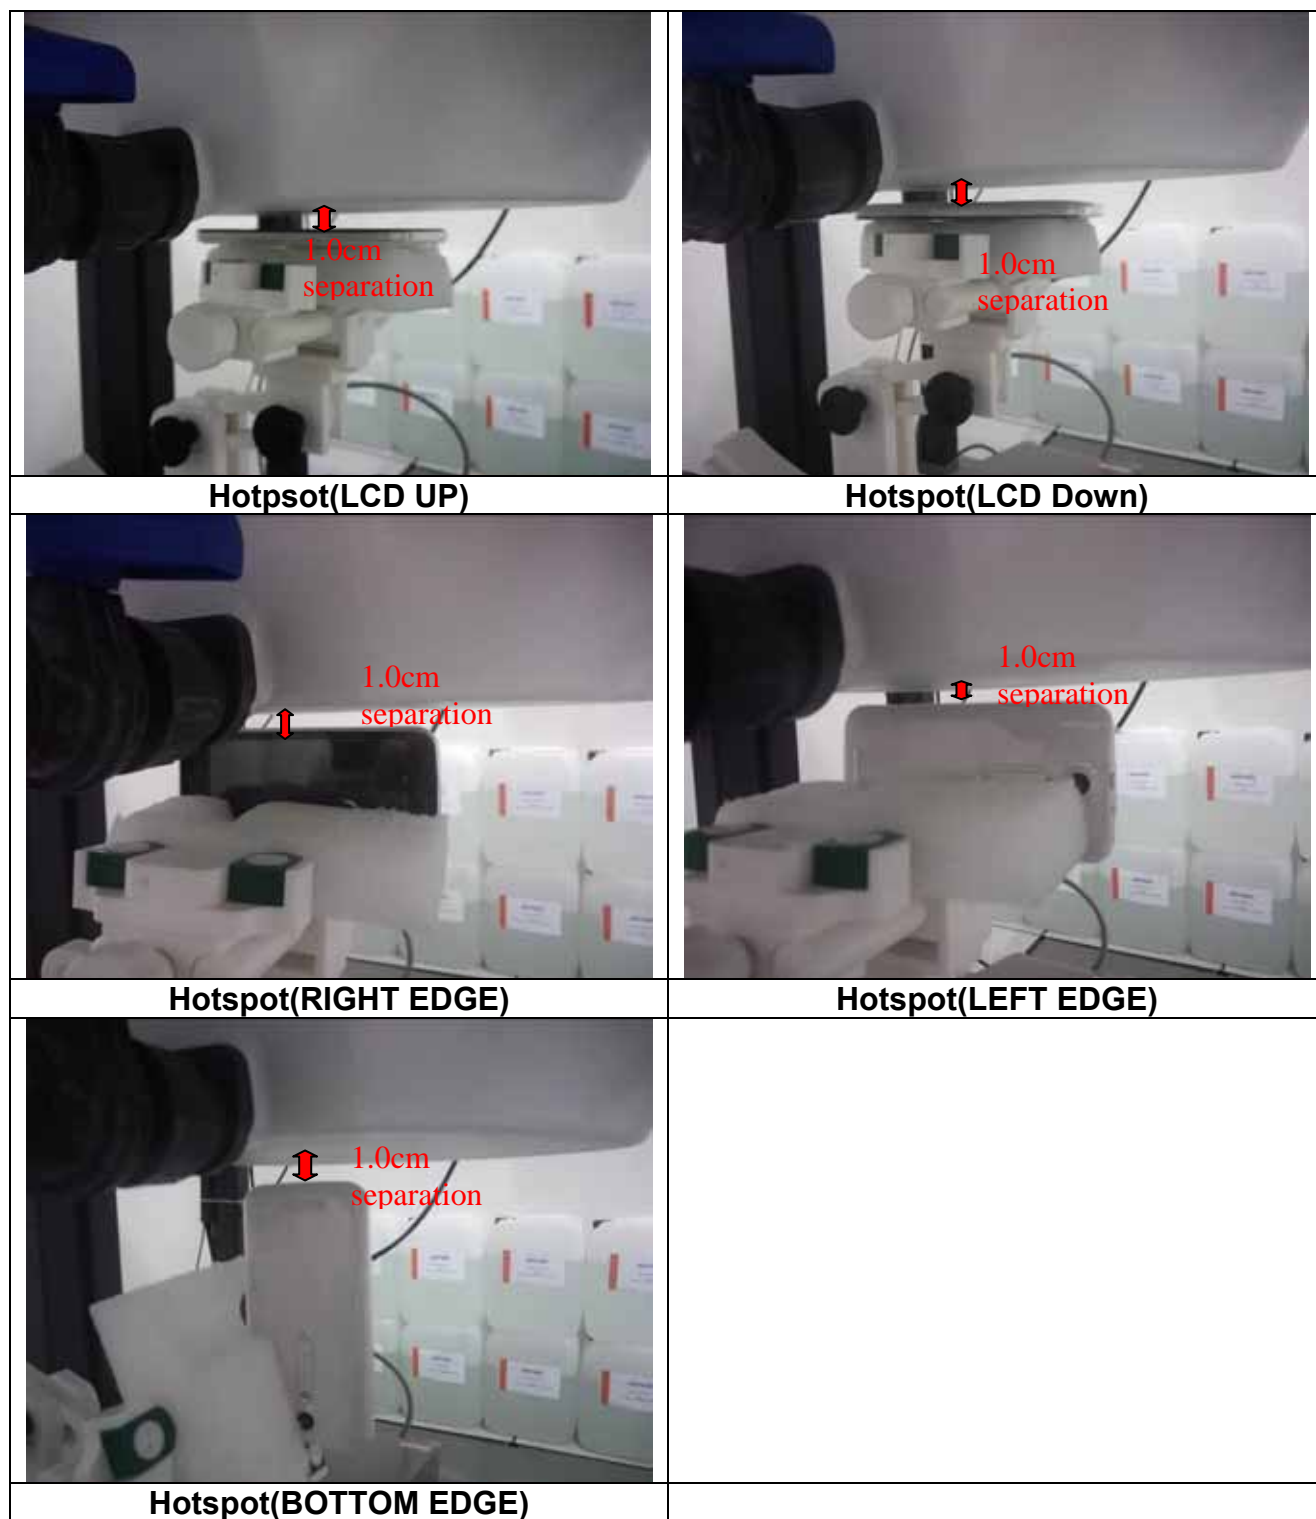 1.0cm
separation
1.0cm
separation
Hotpsot(LCD UP)
Hotspot(LCD Down)
1.0cm
separation
1.0cm
separation
Hotspot(RIGHT EDGE)
Hotspot(LEFT EDGE)
1.0cm
separation
Hotspot(BOTTOM EDGE)